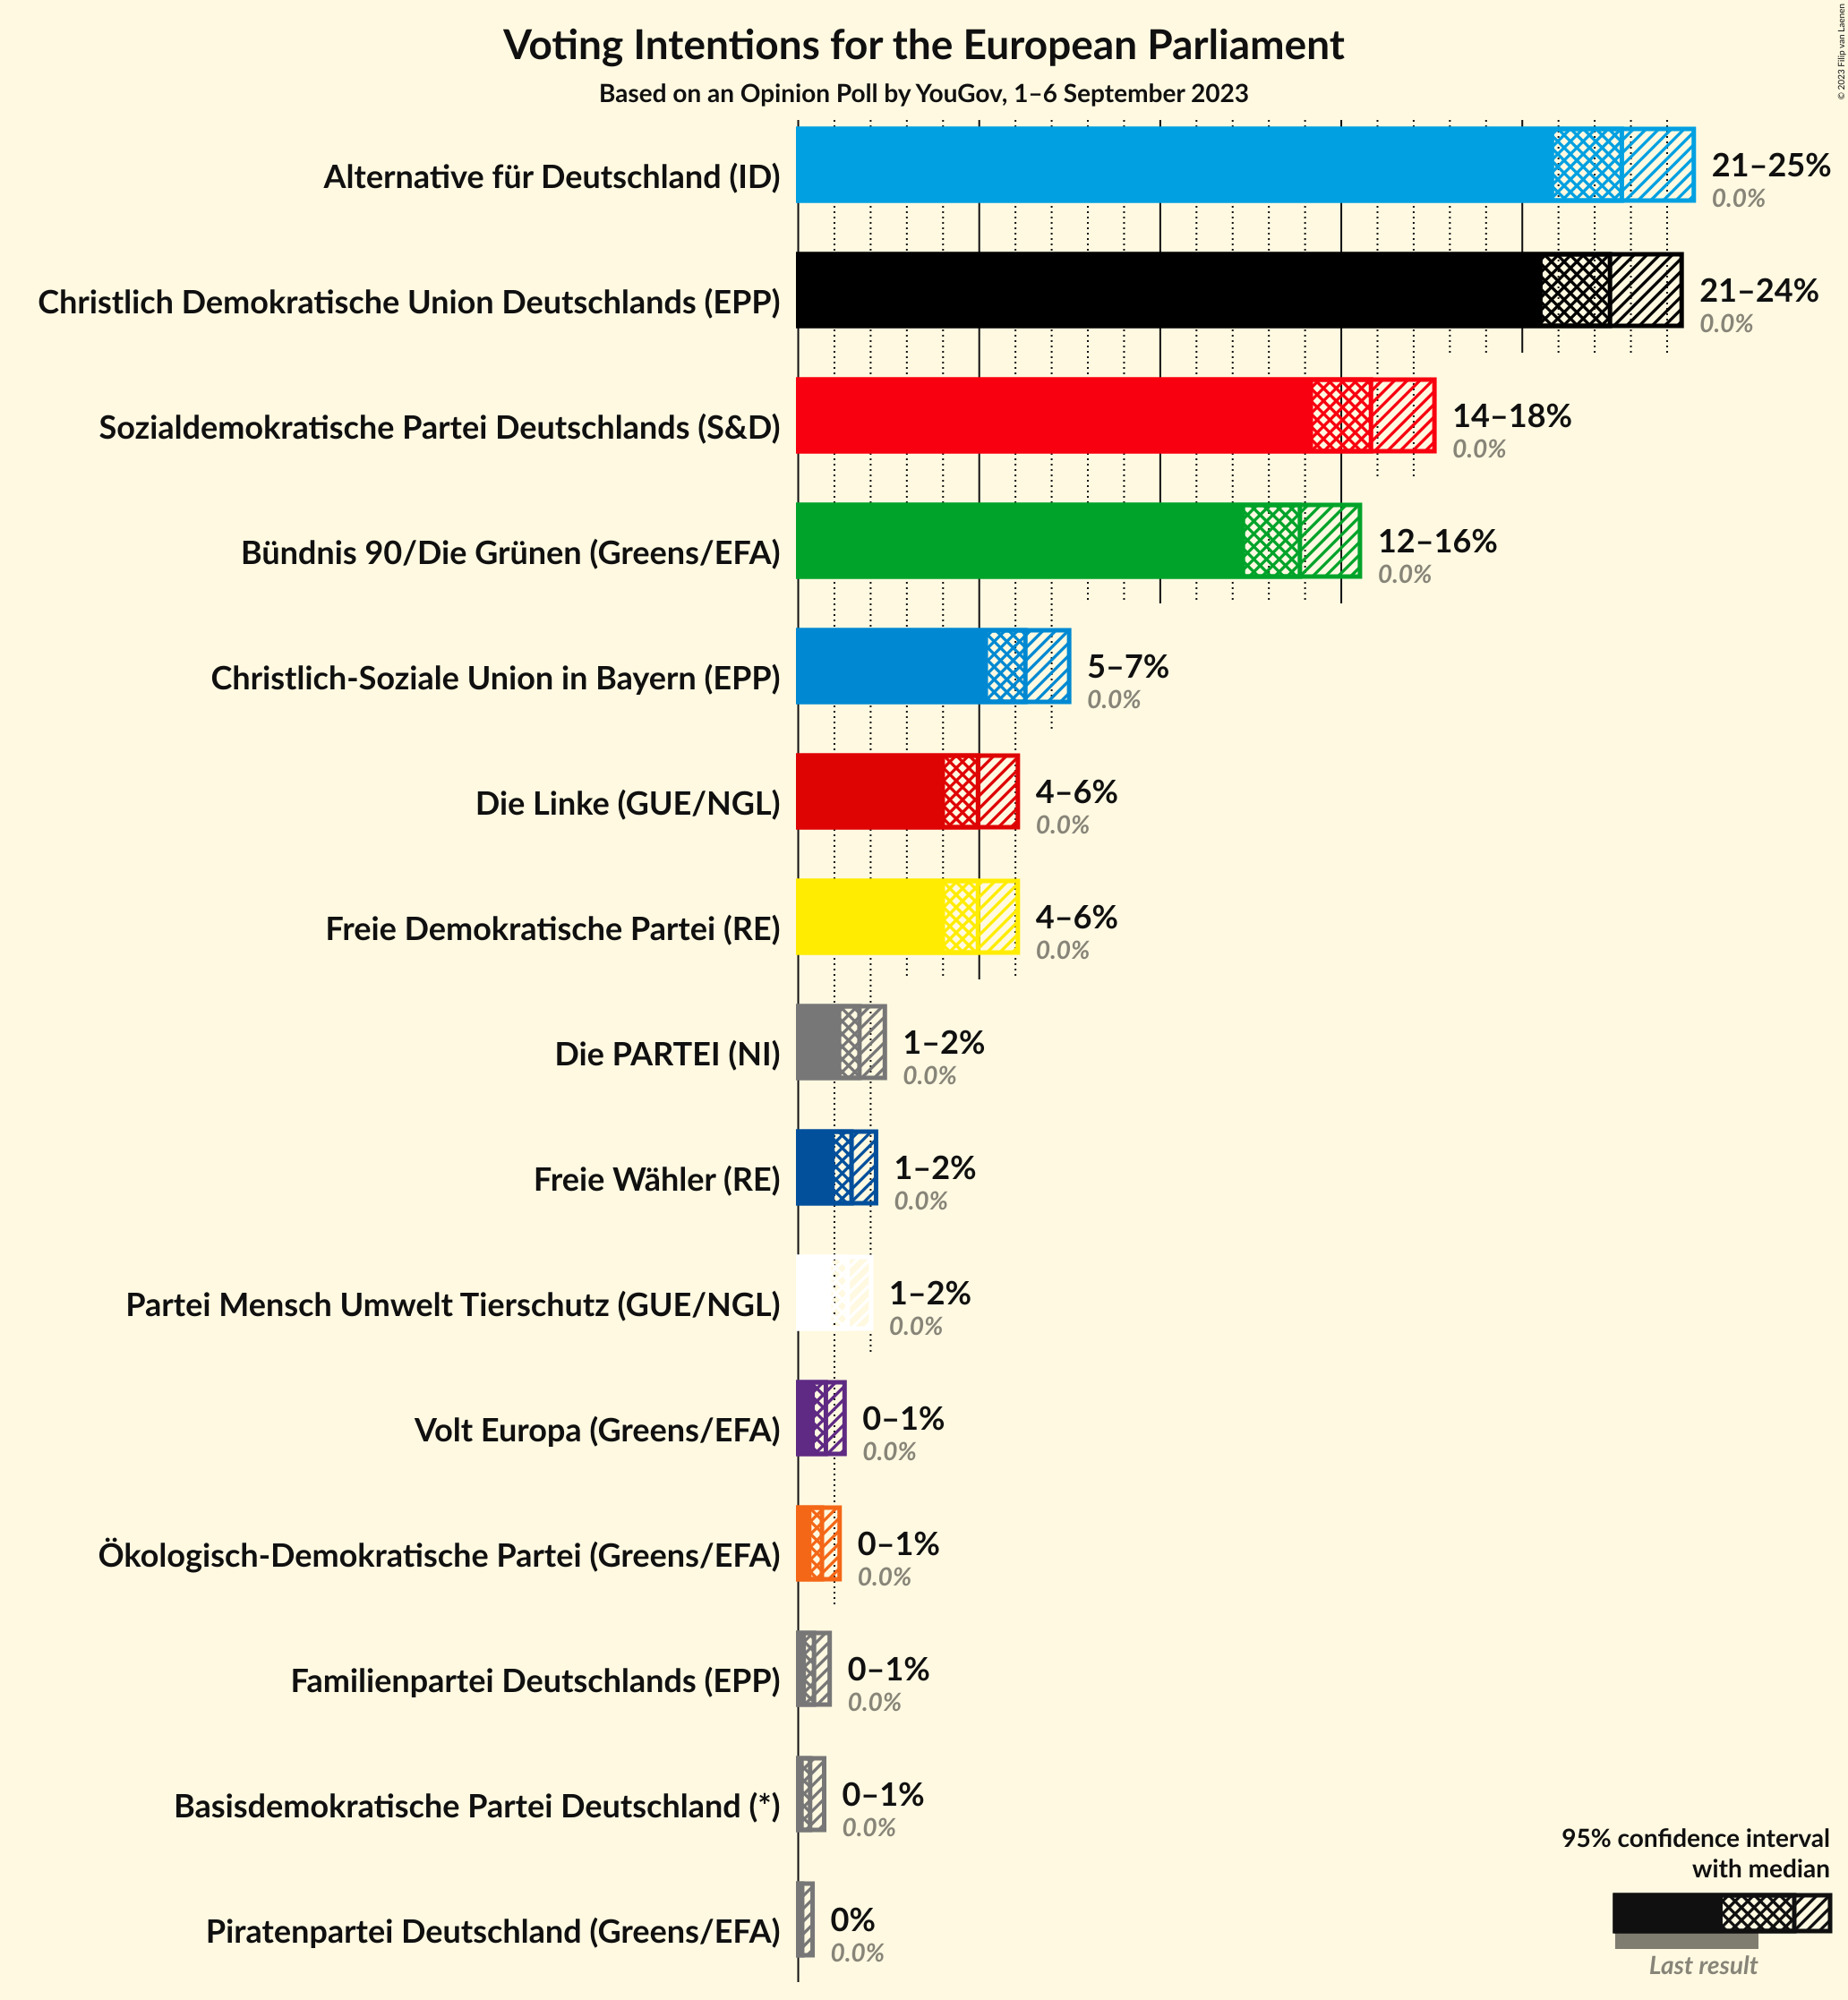 Voting Intentions for the European Parliament
Based on an Opinion Poll by YouGov, 1–6 September 2023
© 2023 Filip van Laenen
Alternative für Deutschland (ID)
21–25%
0.0%
Christlich Demokratische Union Deutschlands (EPP)
21–24%
0.0%
Sozialdemokratische Partei Deutschlands (S&D)
14–18%
0.0%
Bündnis 90/Die Grünen (Greens/EFA)
12–16%
0.0%
Christlich-Soziale Union in Bayern (EPP)
5–7%
0.0%
Die Linke (GUE/NGL)
4–6%
0.0%
Freie Demokratische Partei (RE)
4–6%
0.0%
Die PARTEI (NI)
1–2%
0.0%
Freie Wähler (RE)
1–2%
0.0%
Partei Mensch Umwelt Tierschutz (GUE/NGL)
1–2%
0.0%
Volt Europa (Greens/EFA)
0–1%
0.0%
Ökologisch-Demokratische Partei (Greens/EFA)
0–1%
0.0%
Familienpartei Deutschlands (EPP)
0–1%
0.0%
Basisdemokratische Partei Deutschland (*)
0–1%
0.0%
Piratenpartei Deutschland (Greens/EFA)
0%
0.0%
95% confidence interval
with median
Last result